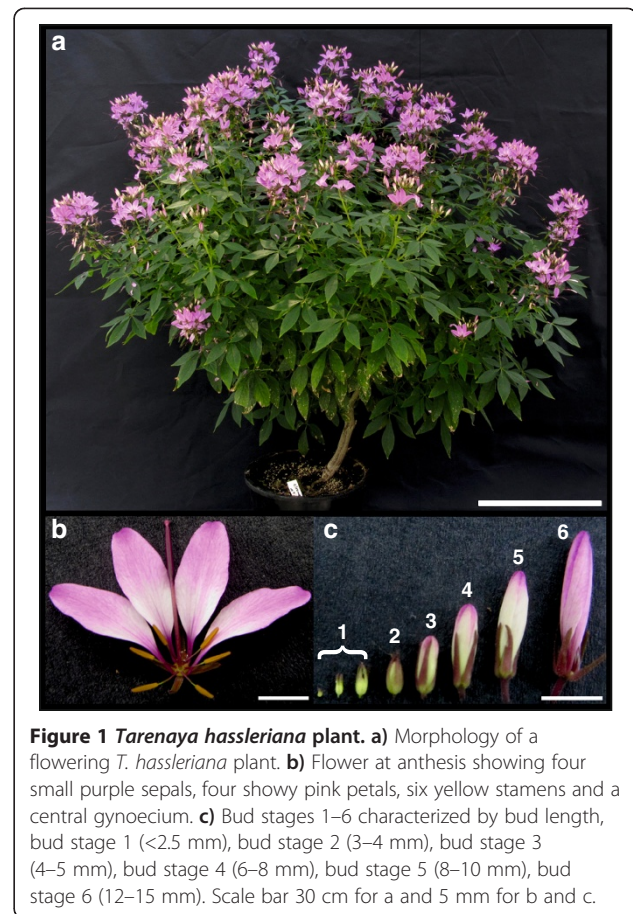 a
b
c
1
2
3
4
5
6
Figure 1 Tarenaya hassleriana plant. a) Morphology of a
flowering T. hassleriana plant. b) Flower at anthesis showing four
small purple sepals, four showy pink petals, six yellow stamens and a
central gynoecium. c) Bud stages 1–6 characterized by bud length,
bud stage 1 (<2.5 mm), bud stage 2 (3–4 mm), bud stage 3
(4–5 mm), bud stage 4 (6–8 mm), bud stage 5 (8–10 mm), bud
stage 6 (12–15 mm). Scale bar 30 cm for a and 5 mm for b and c.